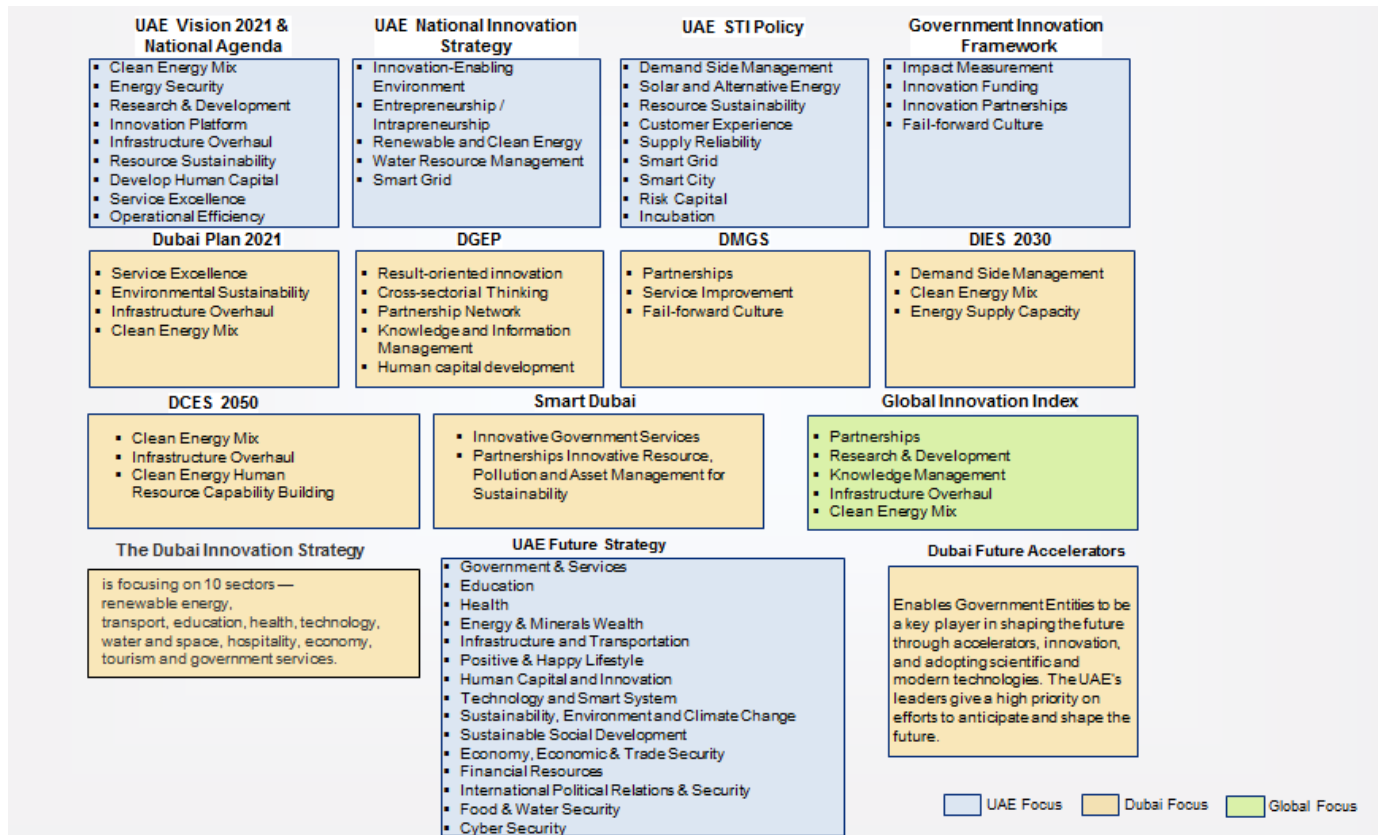 UAE Vision 2021 &
National Agenda
▪ Clean Energy Mix
▪ Energy Security
▪ Research & Development
▪ Innovation Platform
▪ Infrastructure Overhaul
▪ Resource Sustainability
▪ Develop Human Capital
▪ Service Excellence
▪ Operational Efficiency
UAE National Innovation
Strategy
▪ Innovation-Enabling
Environment
▪ Entrepreneurship /
Intrapreneurship
▪ Renewable and Clean Energy
▪ Water Resource Management
▪ Smart Grid
UAE STI Policy
▪ Demand Side Management
▪ Solar and Alternative Energy
▪ Resource Sustainability
▪ Customer Experience
▪ Supply Reliability
▪ Smart Grid
▪ Smart City
▪ Risk Capital
▪ Incubation
Government Innovation
Framework
▪ Impact Measurement
▪ Innovation Funding
▪ Innovation Partnerships
▪ Fail-forward Culture
Dubai Plan 2021
▪ Service Excellence
▪ Environmental Sustainability
▪ Infrastructure Overhaul
▪ Clean Energy Mix
DGEP
▪ Result-oriented innovation
▪ Cross-sectorial Thinking
▪ Partnership Network
▪ Knowledge and Information
Management
▪ Human capital development
DMGS
▪ Partnerships
▪ Service Improvement
▪ Fail-forward Culture
DIES 2030
▪ Demand Side Management
▪ Clean Energy Mix
▪ Energy Supply Capacity
DCES 2050
▪ Clean Energy Mix
▪ Infrastructure Overhaul
▪ Clean Energy Human
Resource Capability Building
Smart Dubai
▪ Innovative Government Services
▪ Partnerships Innovative Resource,
Pollution and Asset Management for
Sustainability
Global Innovation Index
▪ Partnerships
▪ Research & Development
▪ Knowledge Management
▪ Infrastructure Overhaul
▪ Clean Energy Mix
The Dubai Innovation Strategy
is focusing on 10 sectors —
renewable energy,
transport, education, health, technology,
water and space, hospitality, economy,
tourism and government services.
UAE Future Strategy
▪ Government & Services
▪ Education
▪ Health
▪ Energy & Minerals Wealth
▪ Infrastructure and Transportation
▪ Positive & Happy Lifestyle
▪ Human Capital and Innovation
▪ Technology and Smart System
▪ Sustainability, Environment and Climate Change
▪ Sustainable Social Development
▪ Economy, Economic & Trade Security
▪ Financial Resources
▪ International Political Relations & Security
▪ Food & Water Security
▪ Cyber Security
Dubai Future Accelerators
Enables Government Entities to be
a key player in shaping the future
through accelerators, innovation,
and adopting scientific and
modern technologies. The UAE's
leaders give a high priority on
efforts to anticipate and shape the
future.
UAE Focus
Dubai Focus
Global Focus